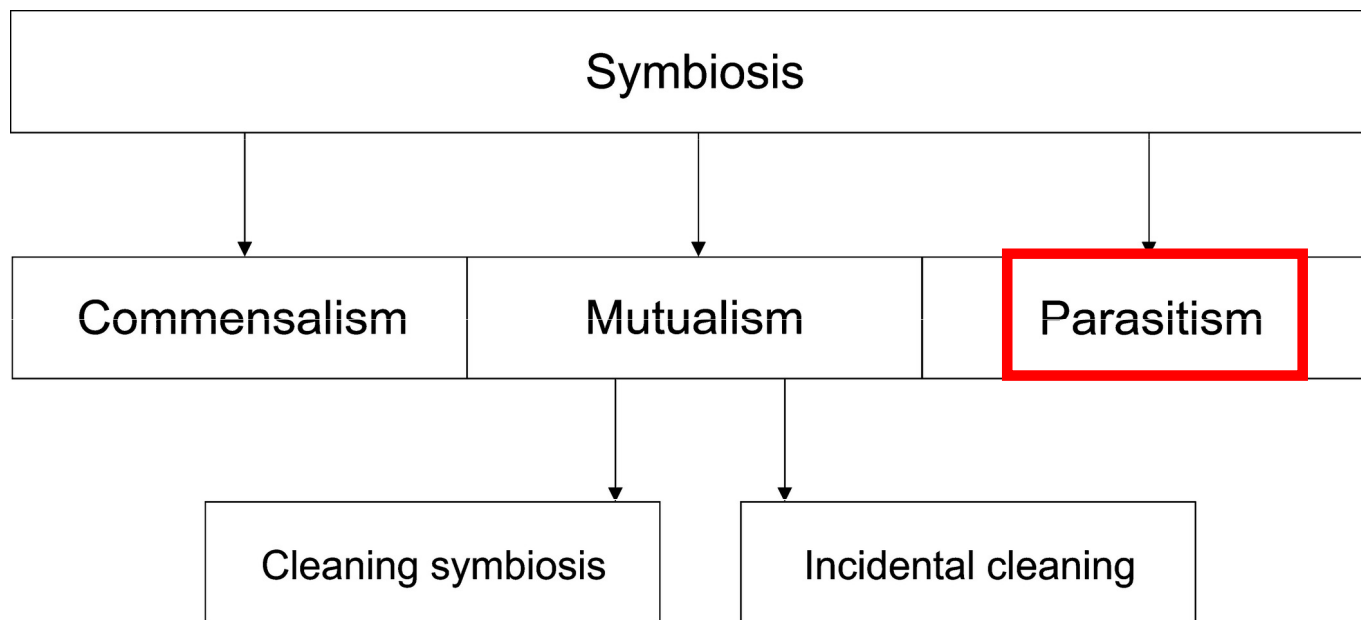 Symbiosis
Commensalism
Mutualism
Parasitism
Cleaning symbiosis
Incidental cleaning